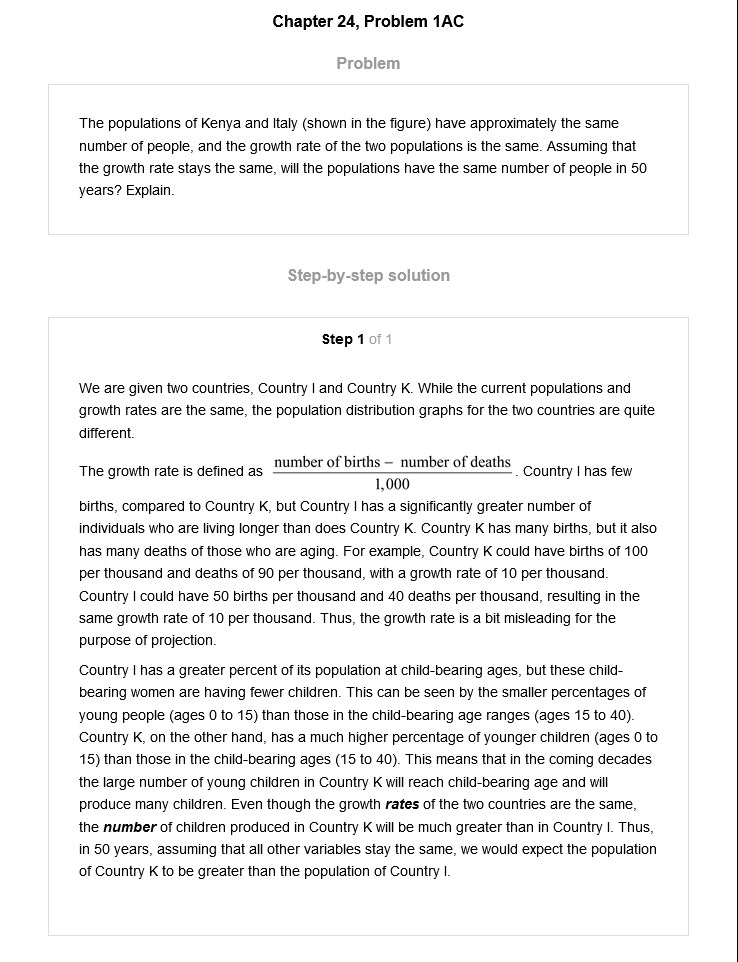 Chapter 24, Problem 1AC
Problem
The populations of Kenya and Italy (shown in the figure) have approximately the same
number of people, and the growth rate of the two populations is the same. Assuming that
the growth rate stays the same, will the populations have the same number of people in 50
years? Explain.
Step-by-step solution
Step 1 of 1
We are given two countries, Country I and Country K. While the current populations and
growth rates are the same, the population distribution graphs for the two countries are quite
different.
The growth rate is defined as number of births – number of deaths / 1,000 . Country I has few
births, compared to Country K, but Country I has a significantly greater number of
individuals who are living longer than does Country K. Country K has many births, but it also
has many deaths of those who are aging. For example, Country K could have births of 100
per thousand and deaths of 90 per thousand, with a growth rate of 10 per thousand.
Country I could have 50 births per thousand and 40 deaths per thousand, resulting in the
same growth rate of 10 per thousand. Thus, the growth rate is a bit misleading for the
purpose of projection.
Country I has a greater percent of its population at child-bearing ages, but these child-
bearing women are having fewer children. This can be seen by the smaller percentages of
young people (ages 0 to 15) than those in the child-bearing age ranges (ages 15 to 40).
Country K, on the other hand, has a much higher percentage of younger children (ages 0 to
15) than those in the child-bearing ages (15 to 40). This means that in the coming decades
the large number of young children in Country K will reach child-bearing age and will
produce many children. Even though the growth rates of the two countries are the same,
the number of children produced in Country K will be much greater than in Country I. Thus,
in 50 years, assuming that all other variables stay the same, we would expect the population
of Country K to be greater than the population of Country I.